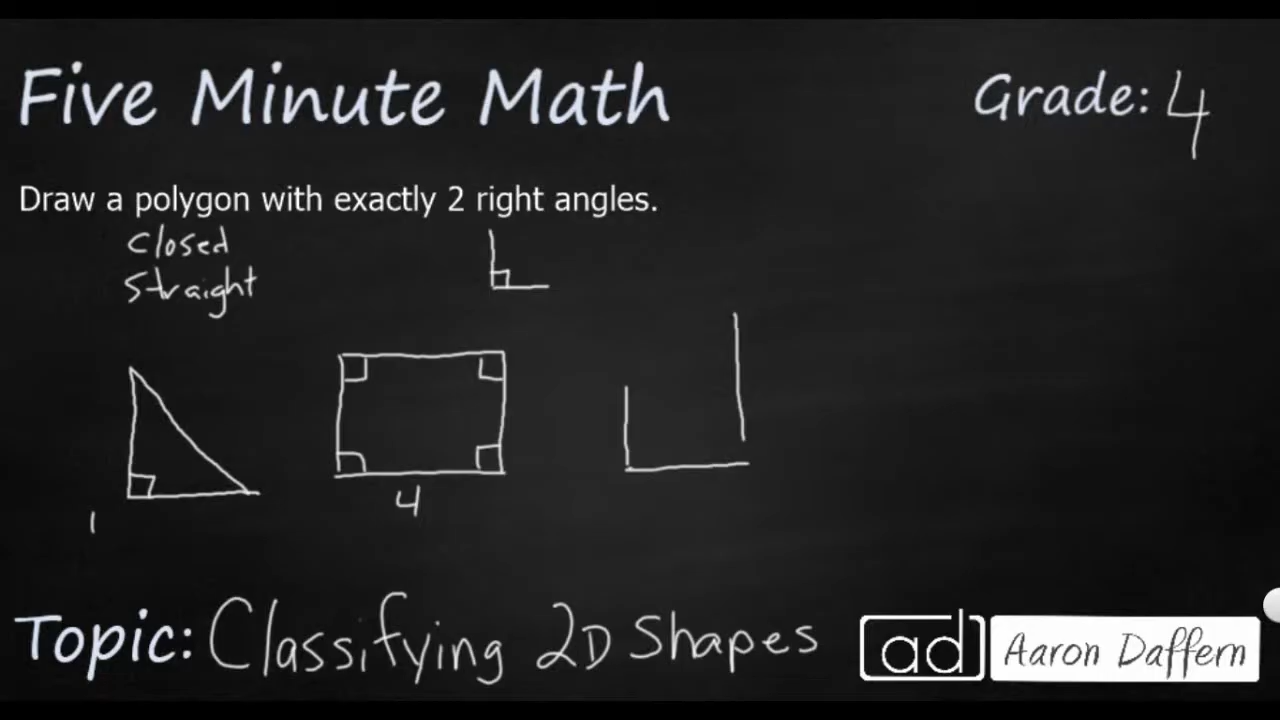 Five Minute Math
Grade: 4
Draw a polygon with exactly 2 right angles.
Closed
Straight
4
1
Topic: Classifying 2D Shapes
ad Aaron Daffern